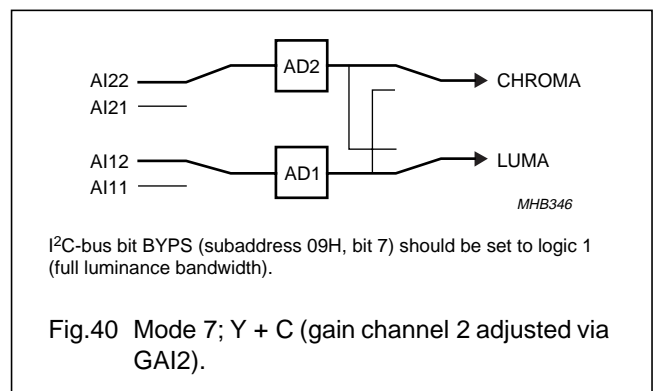 AI22
AI21
AD2
CHROMA
AI12
AI11
AD1
LUMA
MHB346
I²C-bus bit BYPS (subaddress 09H, bit 7) should be set to logic 1
(full luminance bandwidth).
Fig.40 Mode 7; Y + C (gain channel 2 adjusted via
GAI2).